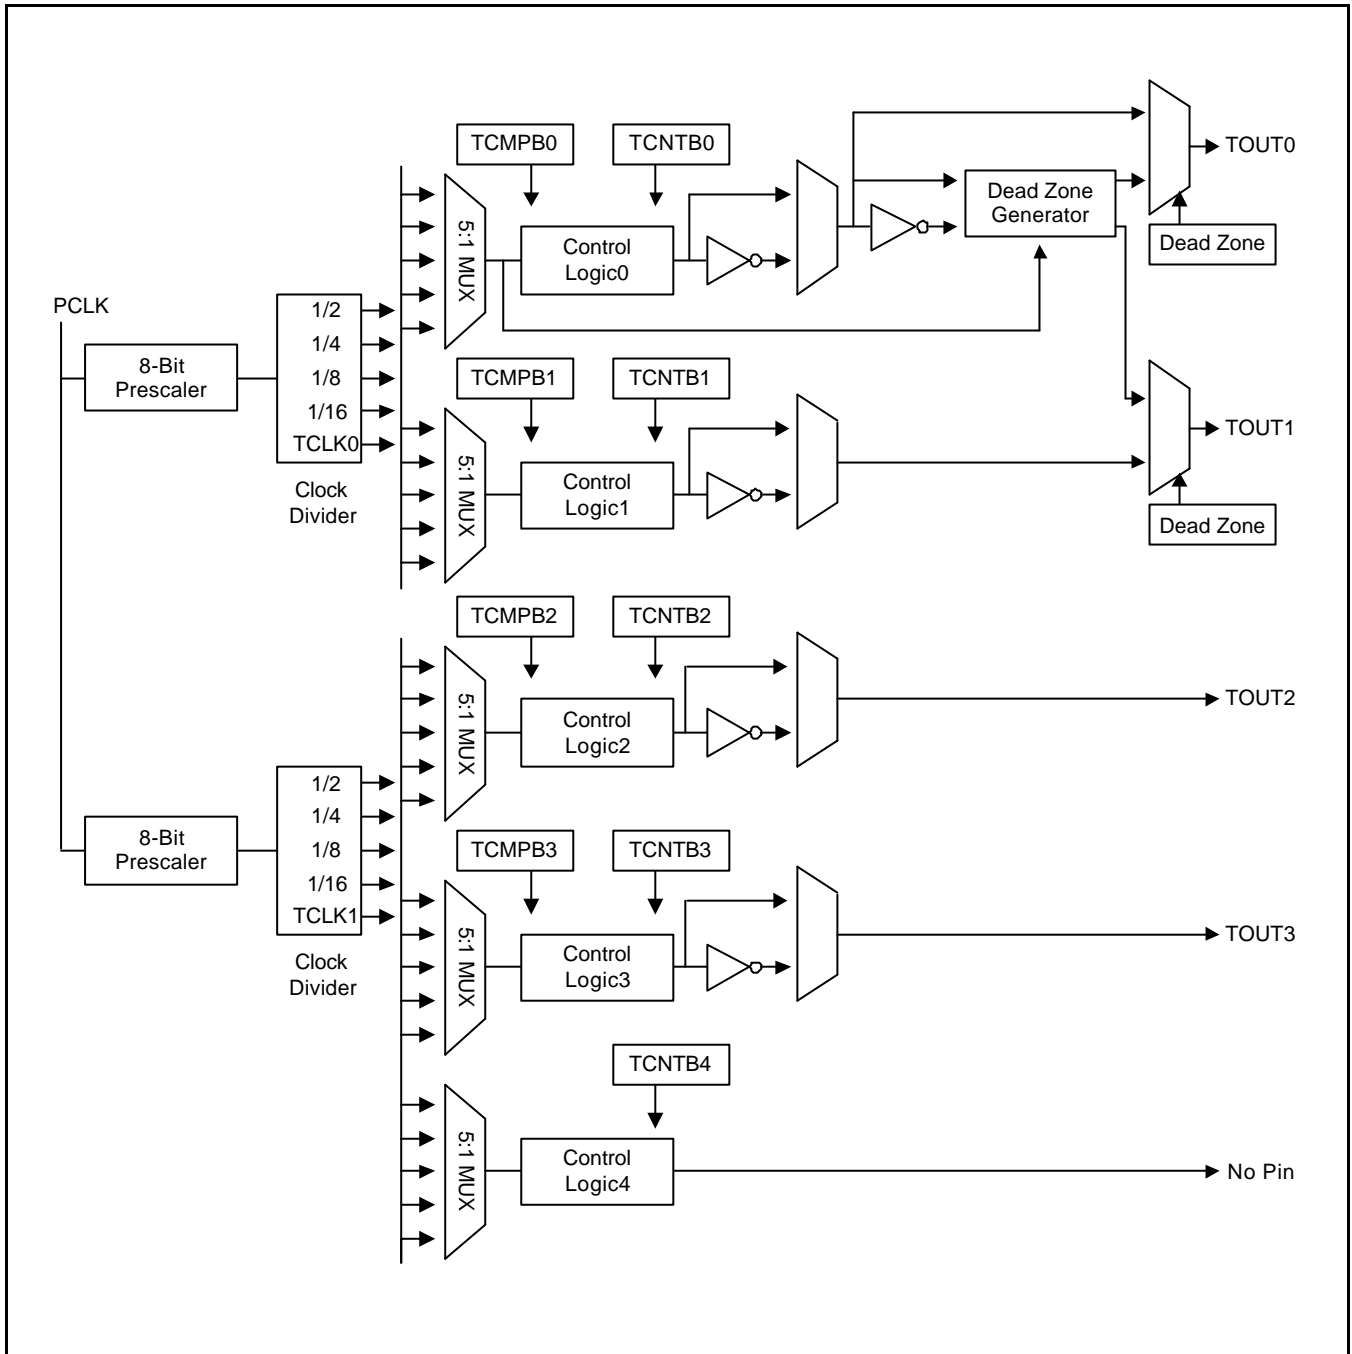 PCLK
8-Bit
Prescaler
1/2
1/4
1/8
1/16
TCLK0
Clock
Divider
5:1 MUX
TCMPB0
TCNTB0
Control
Logic0
Dead Zone
Generator
TOUT0
Dead Zone
5:1 MUX
TCMPB1
TCNTB1
Control
Logic1
TOUT1
Dead Zone
8-Bit
Prescaler
1/2
1/4
1/8
1/16
TCLK1
Clock
Divider
5:1 MUX
TCMPB2
TCNTB2
Control
Logic2
TOUT2
5:1 MUX
TCMPB3
TCNTB3
Control
Logic3
TOUT3
5:1 MUX
TCNTB4
Control
Logic4
No Pin